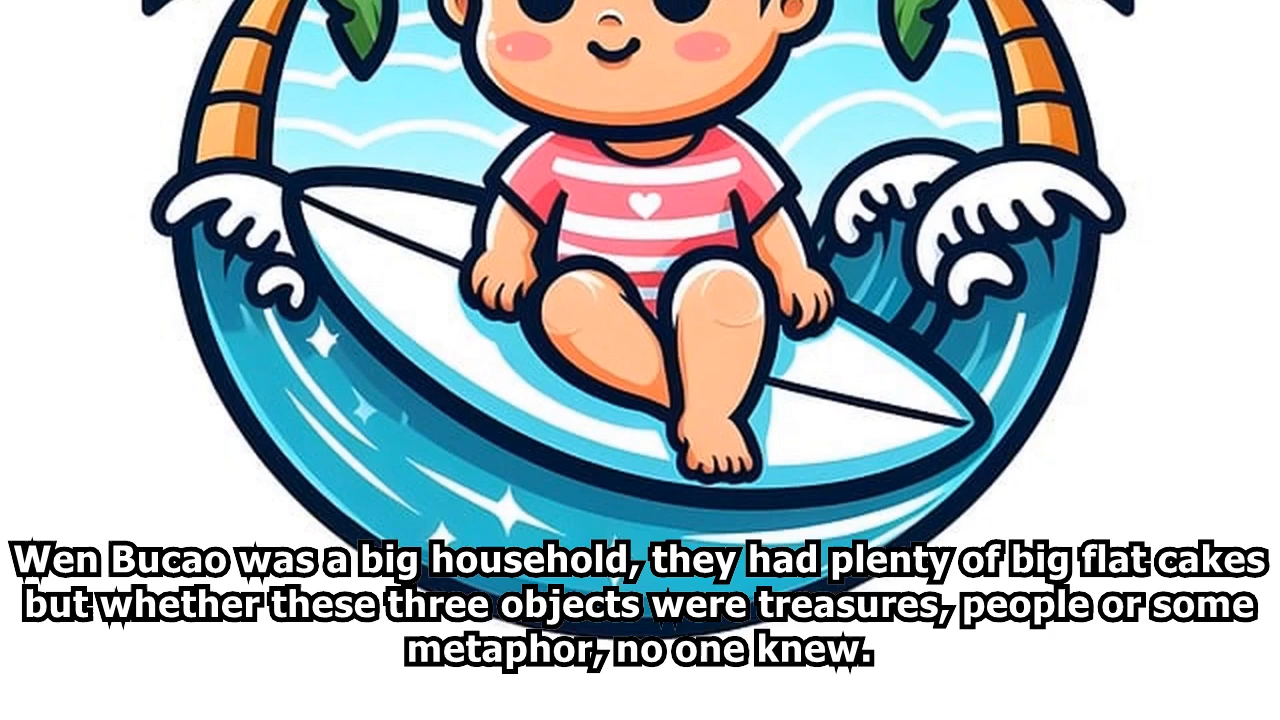 Wen Bucao was a big household, they had plenty of big flat cakes
but whether these three objects were treasures, people or some
metaphor, no one knew.